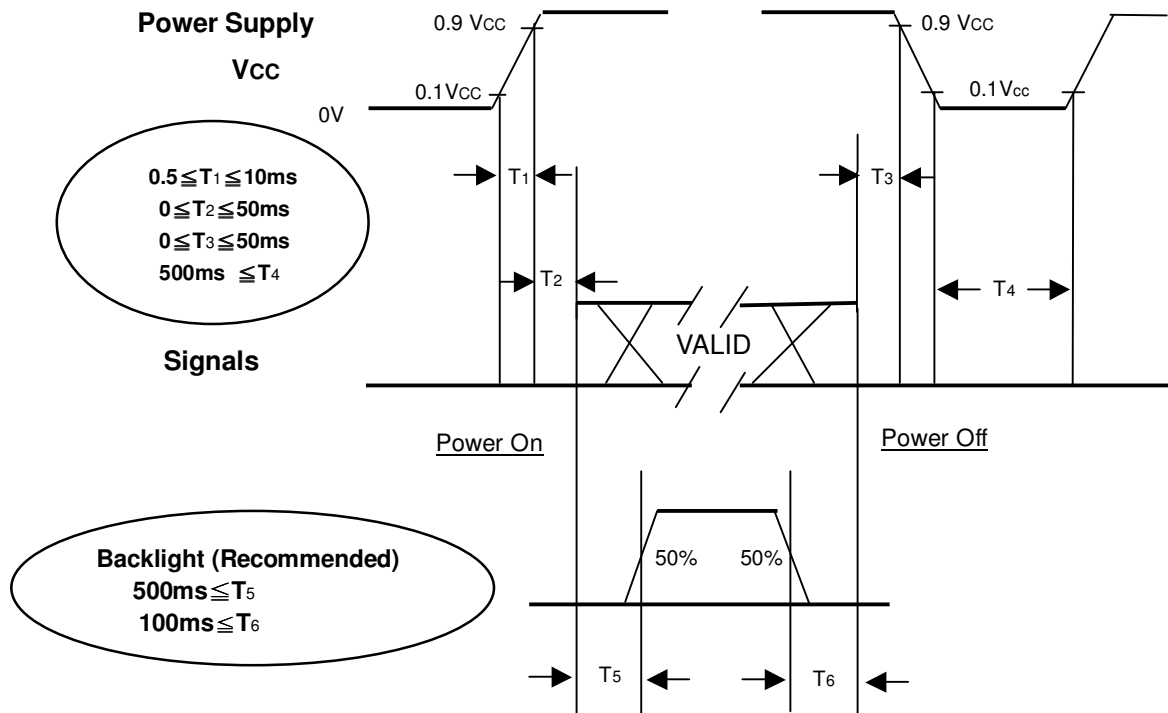 Power Supply
VCC
0.9 VCC
0.1VCC
0V
0.9 VCC
0.1Vcc
0.5≦T1≦10ms
0≦T2≦50ms
0≦T3≦50ms
500ms ≦T4
T1
T2
T3
T4
Signals
VALID
Power On
Power Off
Backlight (Recommended)
500ms≦T5
100ms≦T6
50%
50%
T5
T6